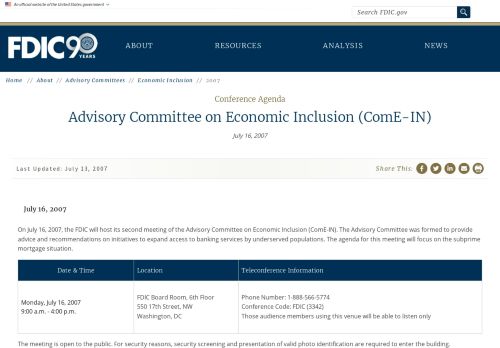 An official website of the United States government
Search FDIC.gov
FDIC 90 YEARS
ABOUT
RESOURCES
ANALYSIS
NEWS
Home // About // Advisory Committees // Economic Inclusion // 2007
Conference Agenda
Advisory Committee on Economic Inclusion (ComE-IN)
July 16, 2007
Last Updated: July 13, 2007
Share This:
July 16, 2007
On July 16, 2007, the FDIC will host its second meeting of the Advisory Committee on Economic Inclusion (ComE-IN). The Advisory Committee was formed to provide
advice and recommendations on initiatives to expand access to banking services by underserved populations. The agenda for this meeting will focus on the subprime
mortgage situation.
Date & Time
Location
Teleconference Information
Monday, July 16, 2007
9:00 a.m. - 4:00 p.m.
FDIC Board Room, 6th Floor
550 17th Street, NW
Washington, DC
Phone Number: 1-888-566-5774
Conference Code: FDIC (3342)
Those audience members using this venue will be able to listen only
The meeting is open to the public. For security reasons, security screening and presentation of valid photo identification are required to enter the building.